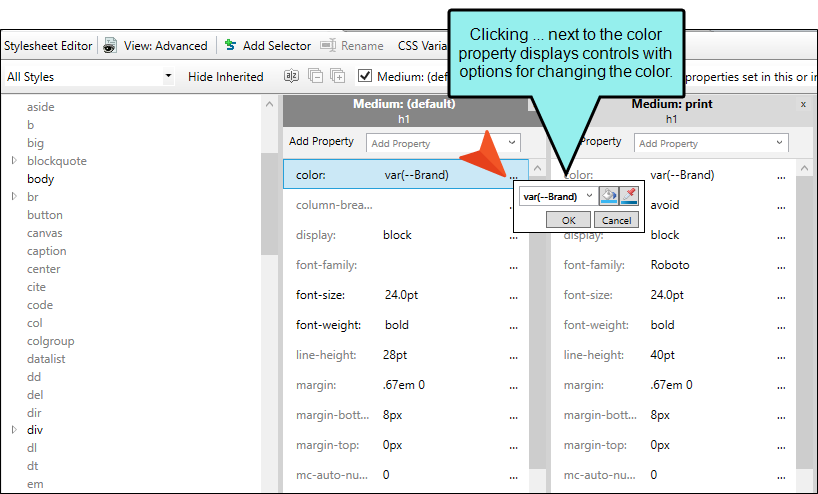 Clicking ... next to the color
property displays controls with
options for changing the color.
Stylesheet Editor View: Advanced Add Selector Rename CSS Varia
All Styles Hide Inherited Medium: (def properties set in this or in
aside
b
big
blockquote
body
br
button
canvas
caption
center
cite
code
col
colgroup
datalist
dd
del
dir
div
dl
dt
em
Medium: (default)
h1
Add Property Add Property
color: var(--Brand) ...
column-brea...
display: block ...
font-family: ...
font-size: 24.0pt ...
font-weight: bold ...
line-height: 28pt ...
margin: .67em 0 ...
margin-bott... 8px ...
margin-top: 0px ...
mc-auto-nu... 0 ...
Medium: print x
h1
Property Add Property
color: var(--Brand) ...
avoid ...
display: block ...
font-family: Roboto ...
font-size: 24.0pt ...
font-weight: bold ...
line-height: 40pt ...
margin: .67em 0 ...
margin-bott... 8px ...
margin-top: 0px ...
mc-auto-nu... 0 ...
var(--Brand)
OK Cancel